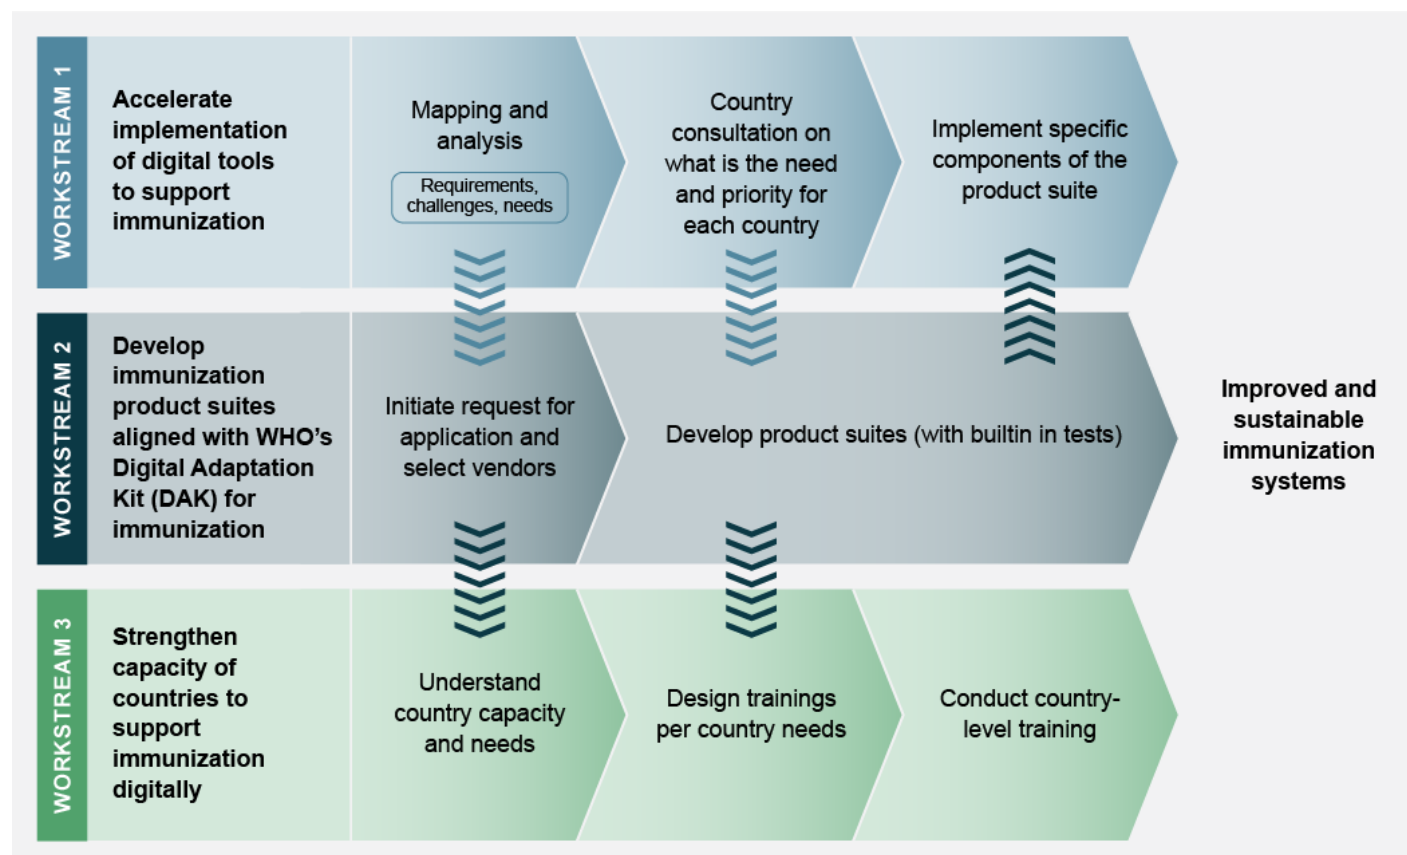 WORKSTREAM 1
Accelerate
implementation
of digital tools
to support
immunization
Mapping and
analysis
Requirements,
challenges, needs
Country
consultation on
what is the need
and priority for
each country
Implement specific
components of the
product suite
WORKSTREAM 2
Develop
immunization
product suites
aligned with WHO’s
Digital Adaptation
Kit (DAK) for
immunization
Initiate request for
application and
select vendors
Develop product suites (with builtin in tests)
WORKSTREAM 3
Strengthen
capacity of
countries to
support
immunization
digitally
Understand
country capacity
and needs
Design trainings
per country needs
Conduct country-
level training
Improved and
sustainable
immunization
systems